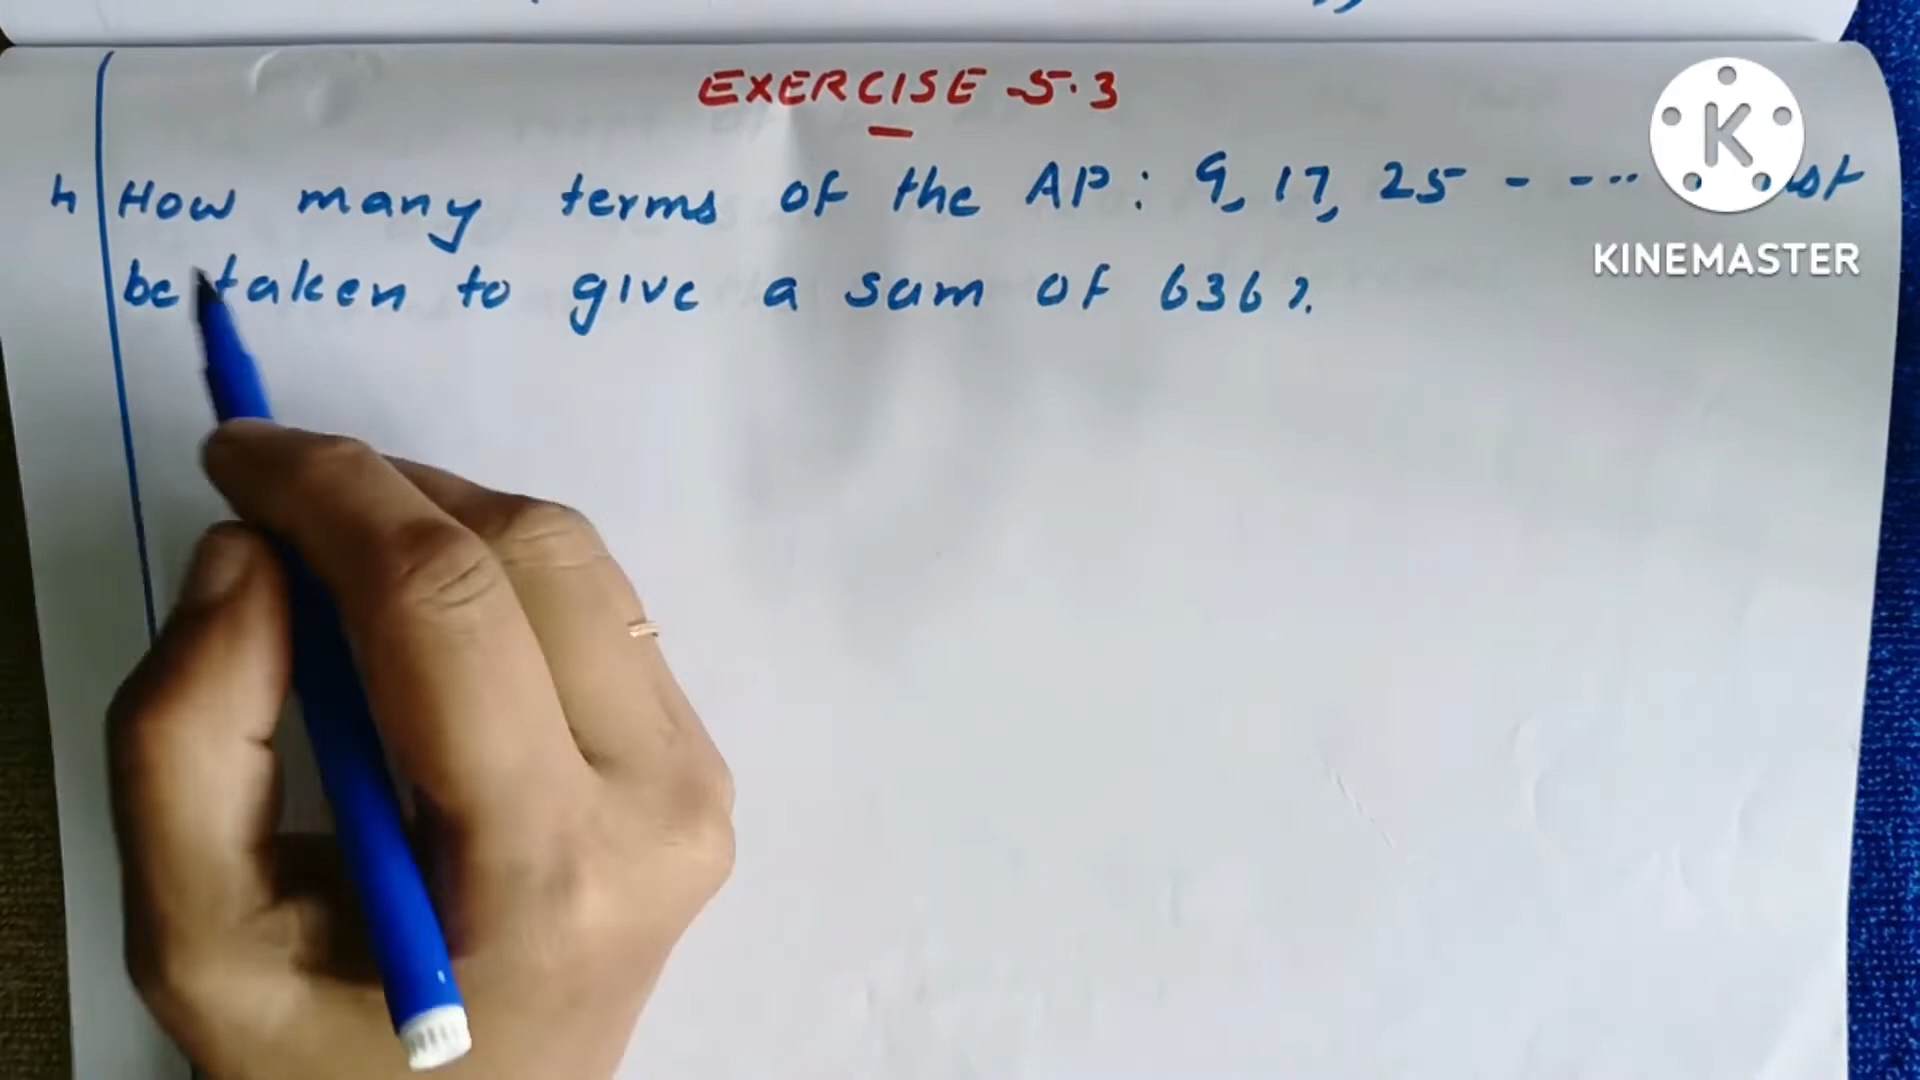 EXERCISE - 5.3
4 How many terms of the AP: 9, 17, 25 - ---
be taken to give a sum of 636?
K
KINEMASTER